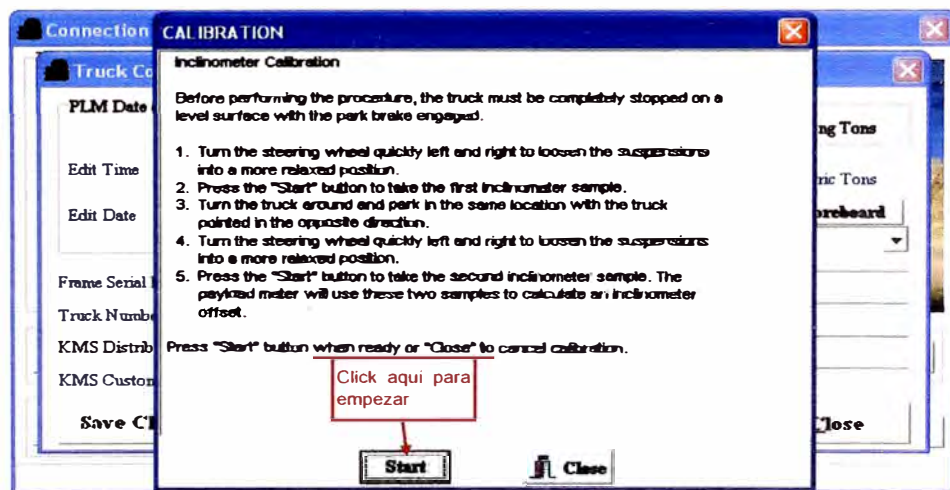 Connection
CALIBRATION
Truck Co
Inclinometer Calibration
PLM Date
Before performing the procedure, the truck must be completely stopped on a
level surface with the park brake engaged.
ng Tons
1. Turn the steering wheel quickly left and right to loosen the suspensions
into a more relaxed position.
Edit Time
ric Tons
2. Press the "Start" button to take the first inclinometer sample.
3. Turn the truck around and park in the same location with the truck
pointed in the opposite direction.
Edit Date
oreboard
4. Turn the steering wheel quickly left and right to loosen the suspensions
into a more relaxed position.
5. Press the "Start" button to take the second inclinometer sample. The
payload meter will use these two samples to calculate an inclinometer
offset.
Frame Serial
Truck Numbe
KMS Distrib
Press "Start" button when ready or "Close" to cancel calibration.
KMS Custom
Click aqui para
empezar
Save C
Close
Start
Close